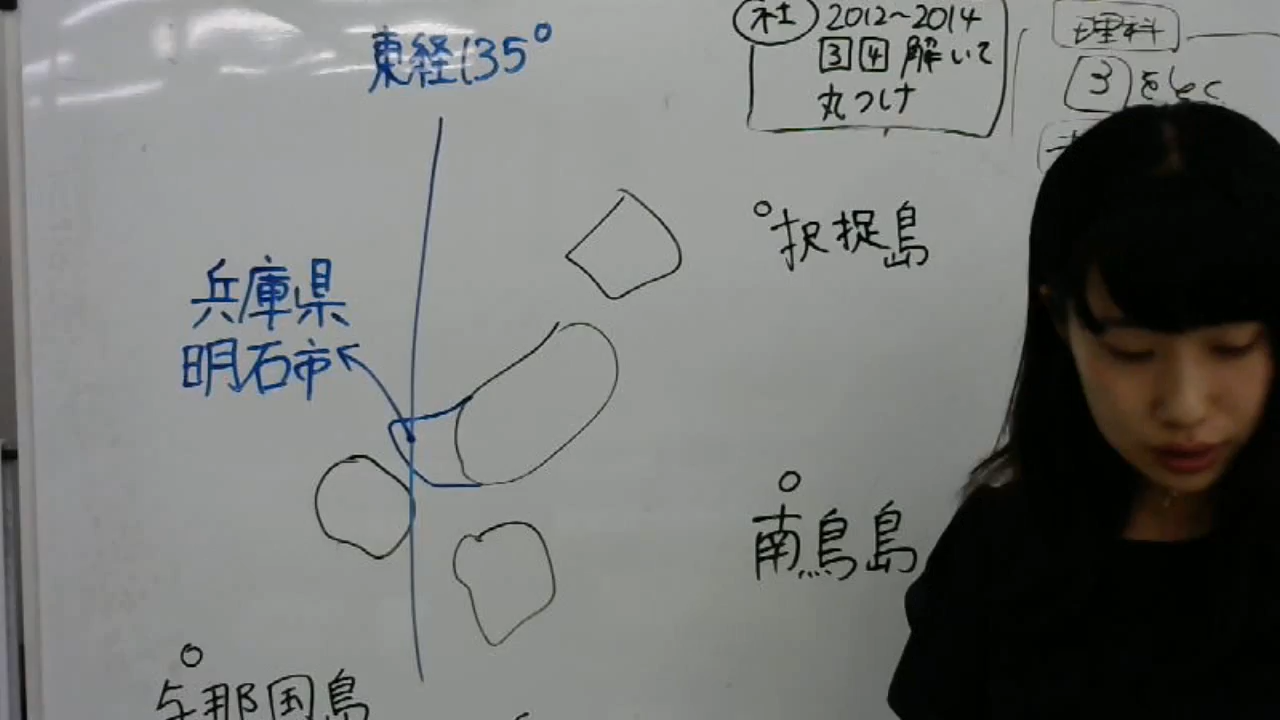 東経135°
社 2012~2014
3 4 解いて
丸つけ
理科
3 をとく
兵庫県
明石市
択捉島
南鳥島
与那国島